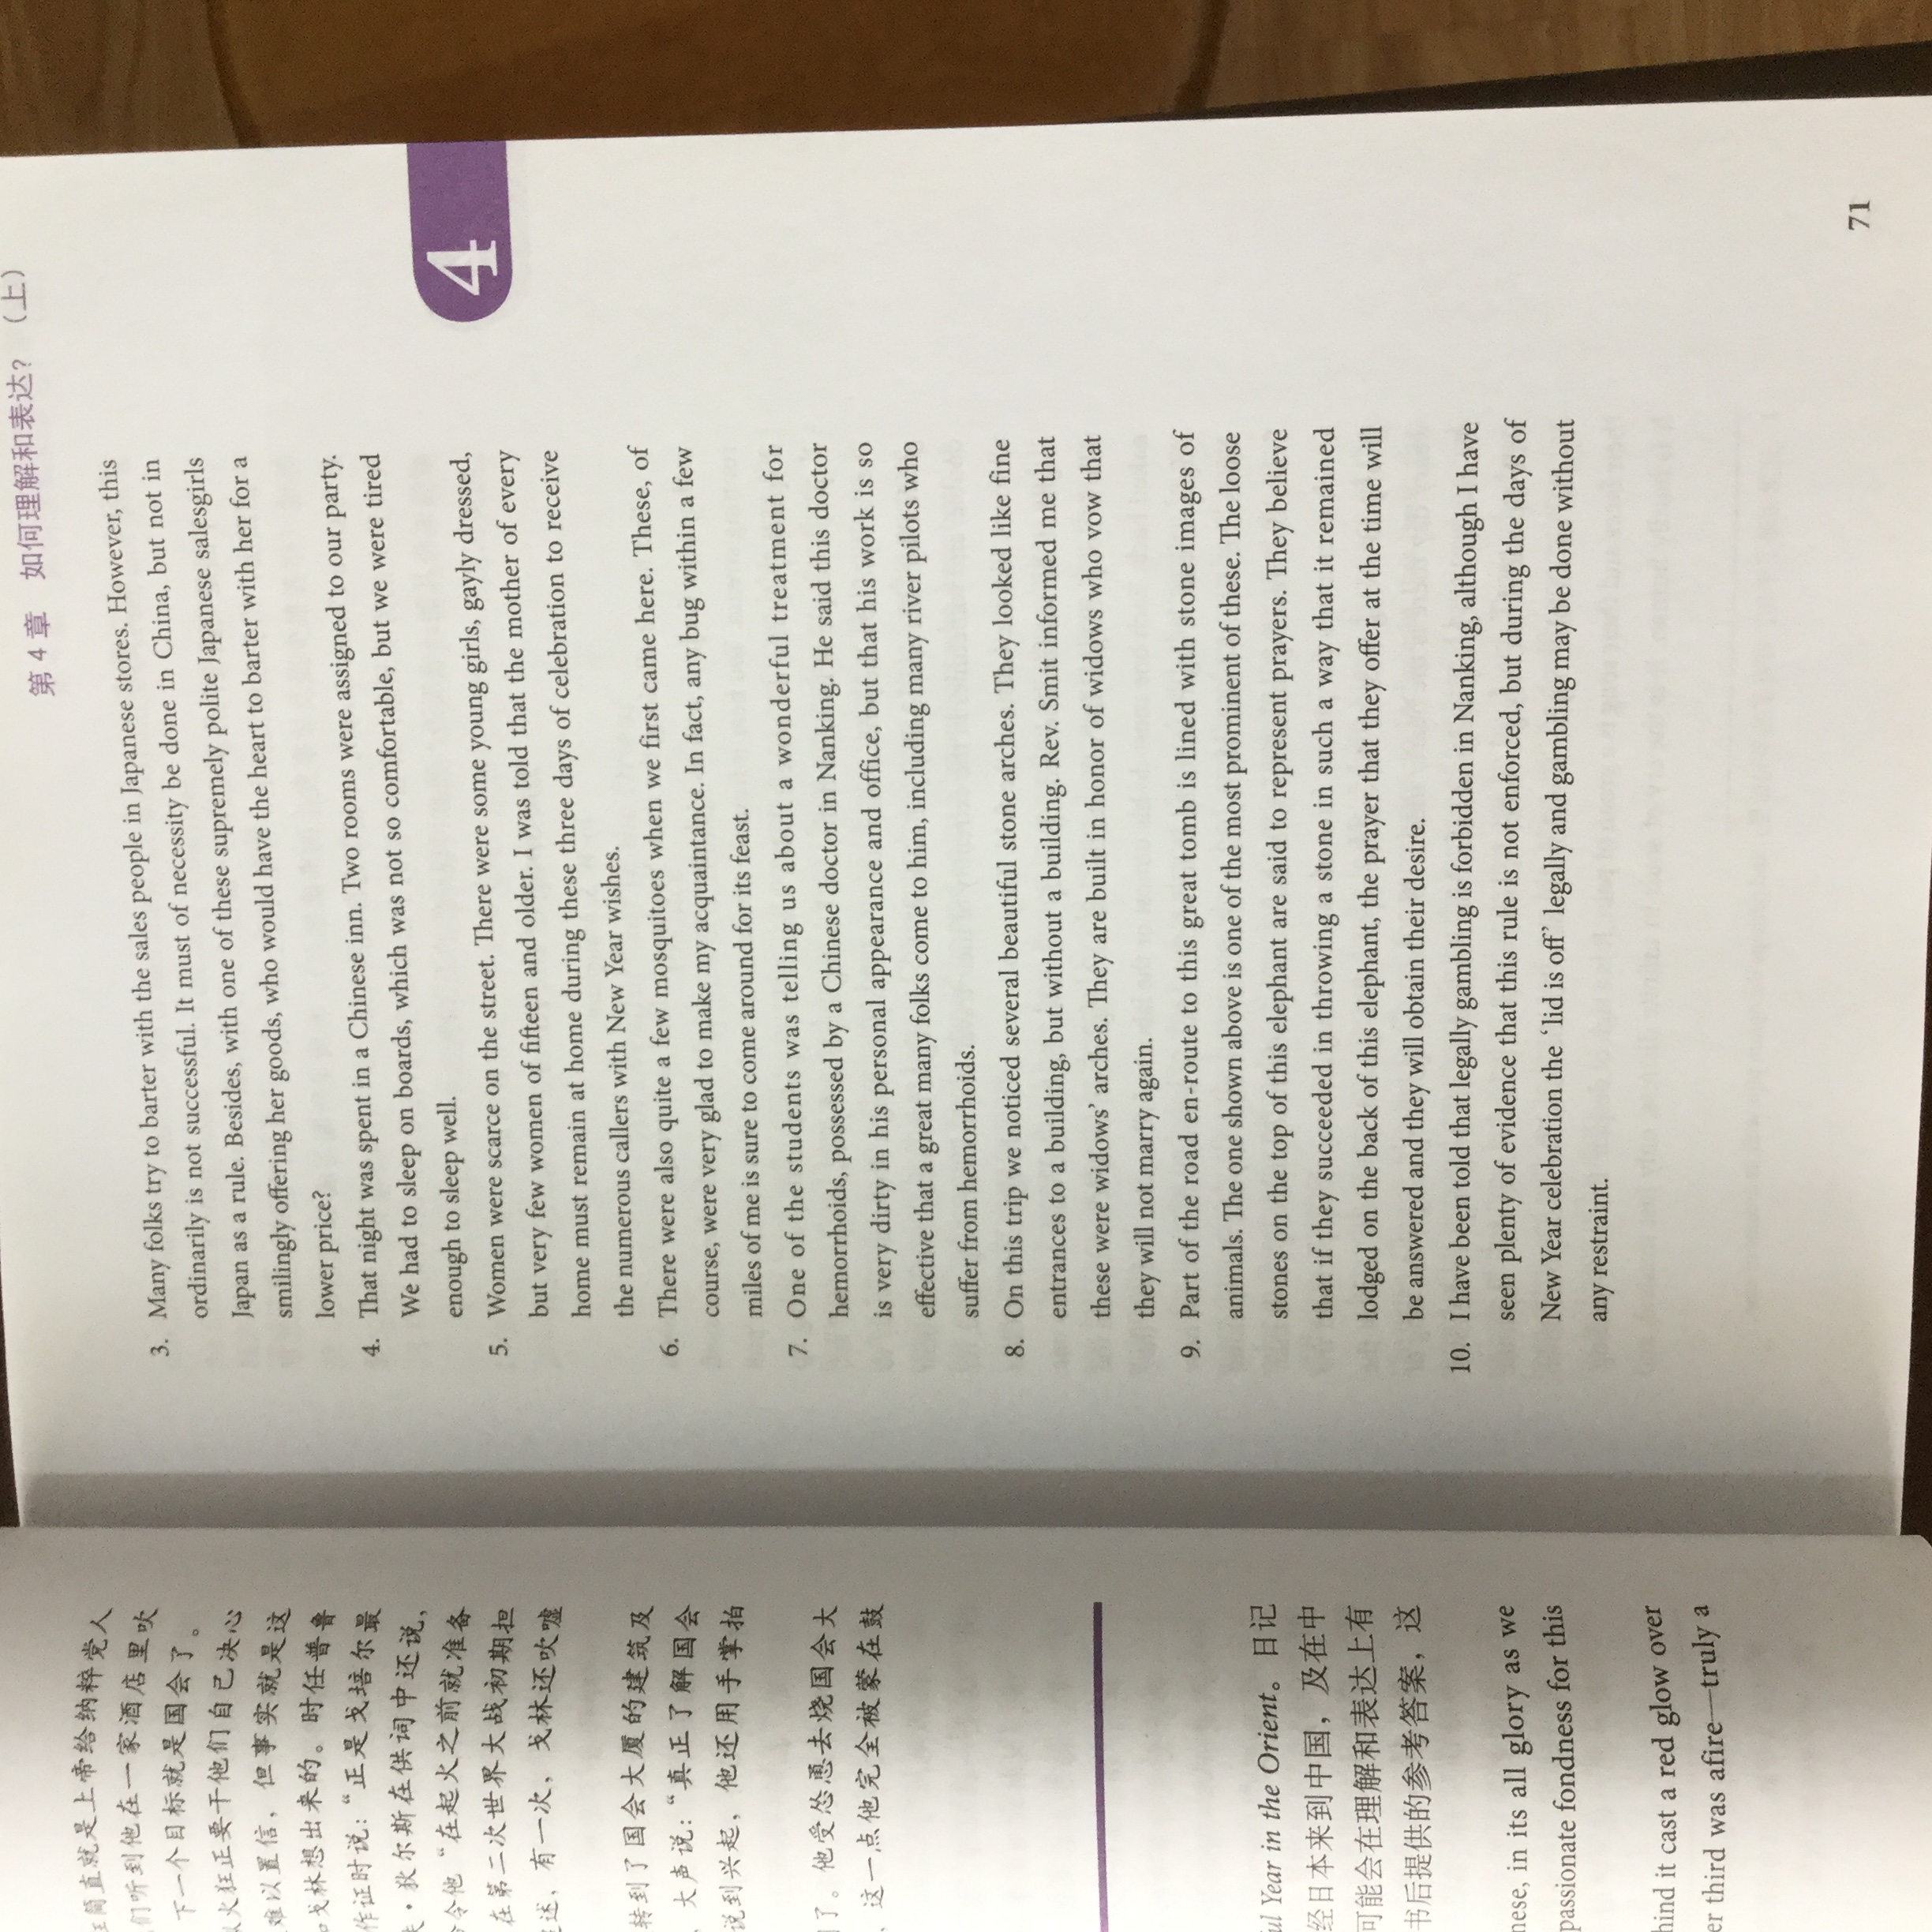 第 4 章 如何理解和表达？（上）
4
3. Many folks try to barter with the sales people in Japanese stores. However, this
ordinarily is not successful. It must of necessity be done in China, but not in
Japan as a rule. Besides, with one of these supremely polite Japanese salesgirls
smilingly offering her goods, who would have the heart to barter with her for a
lower price?
4. That night was spent in a Chinese inn. Two rooms were assigned to our party.
We had to sleep on boards, which was not so comfortable, but we were tired
enough to sleep well.
5. Women were scarce on the street. There were some young girls, gayly dressed,
but very few women of fifteen and older. I was told that the mother of every
home must remain at home during these three days of celebration to receive
the numerous callers with New Year wishes.
6. There were also quite a few mosquitoes when we first came here. These, of
course, were very glad to make my acquaintance. In fact, any bug within a few
miles of me is sure to come around for its feast.
7. One of the students was telling us about a wonderful treatment for
hemorrhoids, possessed by a Chinese doctor in Nanking. He said this doctor
is very dirty in his personal appearance and office, but that his work is so
effective that a great many folks come to him, including many river pilots who
suffer from hemorrhoids.
8. On this trip we noticed several beautiful stone arches. They looked like fine
entrances to a building, but without a building. Rev. Smit informed me that
these were widows' arches. They are built in honor of widows who vow that
they will not marry again.
9. Part of the road en-route to this great tomb is lined with stone images of
animals. The one shown above is one of the most prominent of these. The loose
stones on the top of this elephant are said to represent prayers. They believe
that if they succeeded in throwing a stone in such a way that it remained
lodged on the back of this elephant, the prayer that they offer at the time will
be answered and they will obtain their desire.
10. I have been told that legally gambling is forbidden in Nanking, although I have
seen plenty of evidence that this rule is not enforced, but during the days of
New Year celebration the ‘lid is off’ legally and gambling may be done without
any restraint.
71
简直就是上帝给纳粹党人
们听到他在一家酒店里吹
下一个目标就是国会了。
火狂正要干他们自己决心
难以置信，但事实就是这
戈林想出来的。时任普鲁
作证时说：“正是戈培尔最
·狄尔斯在供词中还说，
令他“在起火之前就准备
在第二次世界大战初期担
述，有一次，戈林还吹嘘
转到了国会大厦的建筑及
，大声说：“真正了解国会
说到兴起，他还用手掌拍
了。他受怂恿去烧国会大
，这一点他完全被蒙在鼓
ul Year in the Orient。日记
经日本来到中国，及在中
可能会在理解和表达上有
书后提供的参考答案，这
nese, in its all glory as we
passionate fondness for this
hind it cast a red glow over
er third was afire—truly a